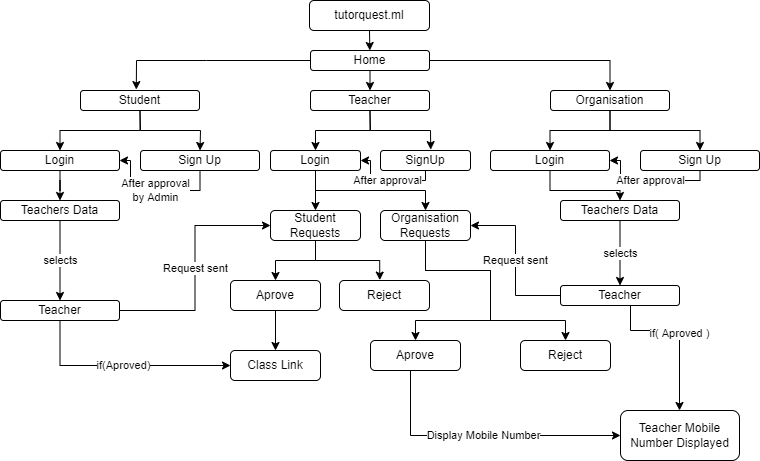 tutorquest.ml
Home
Student
Teacher
Organisation
Login
Sign Up
Login
SignUp
Login
Sign Up
After approval
by Admin
After approval
After approval
Teachers Data
Student
Requests
Organisation
Requests
Teachers Data
selects
Request sent
Request sent
selects
Teacher
Aprove
Reject
Teacher
if(Aproved)
Class Link
Aprove
Reject
if( Aproved )
Display Mobile Number
Teacher Mobile
Number Displayed